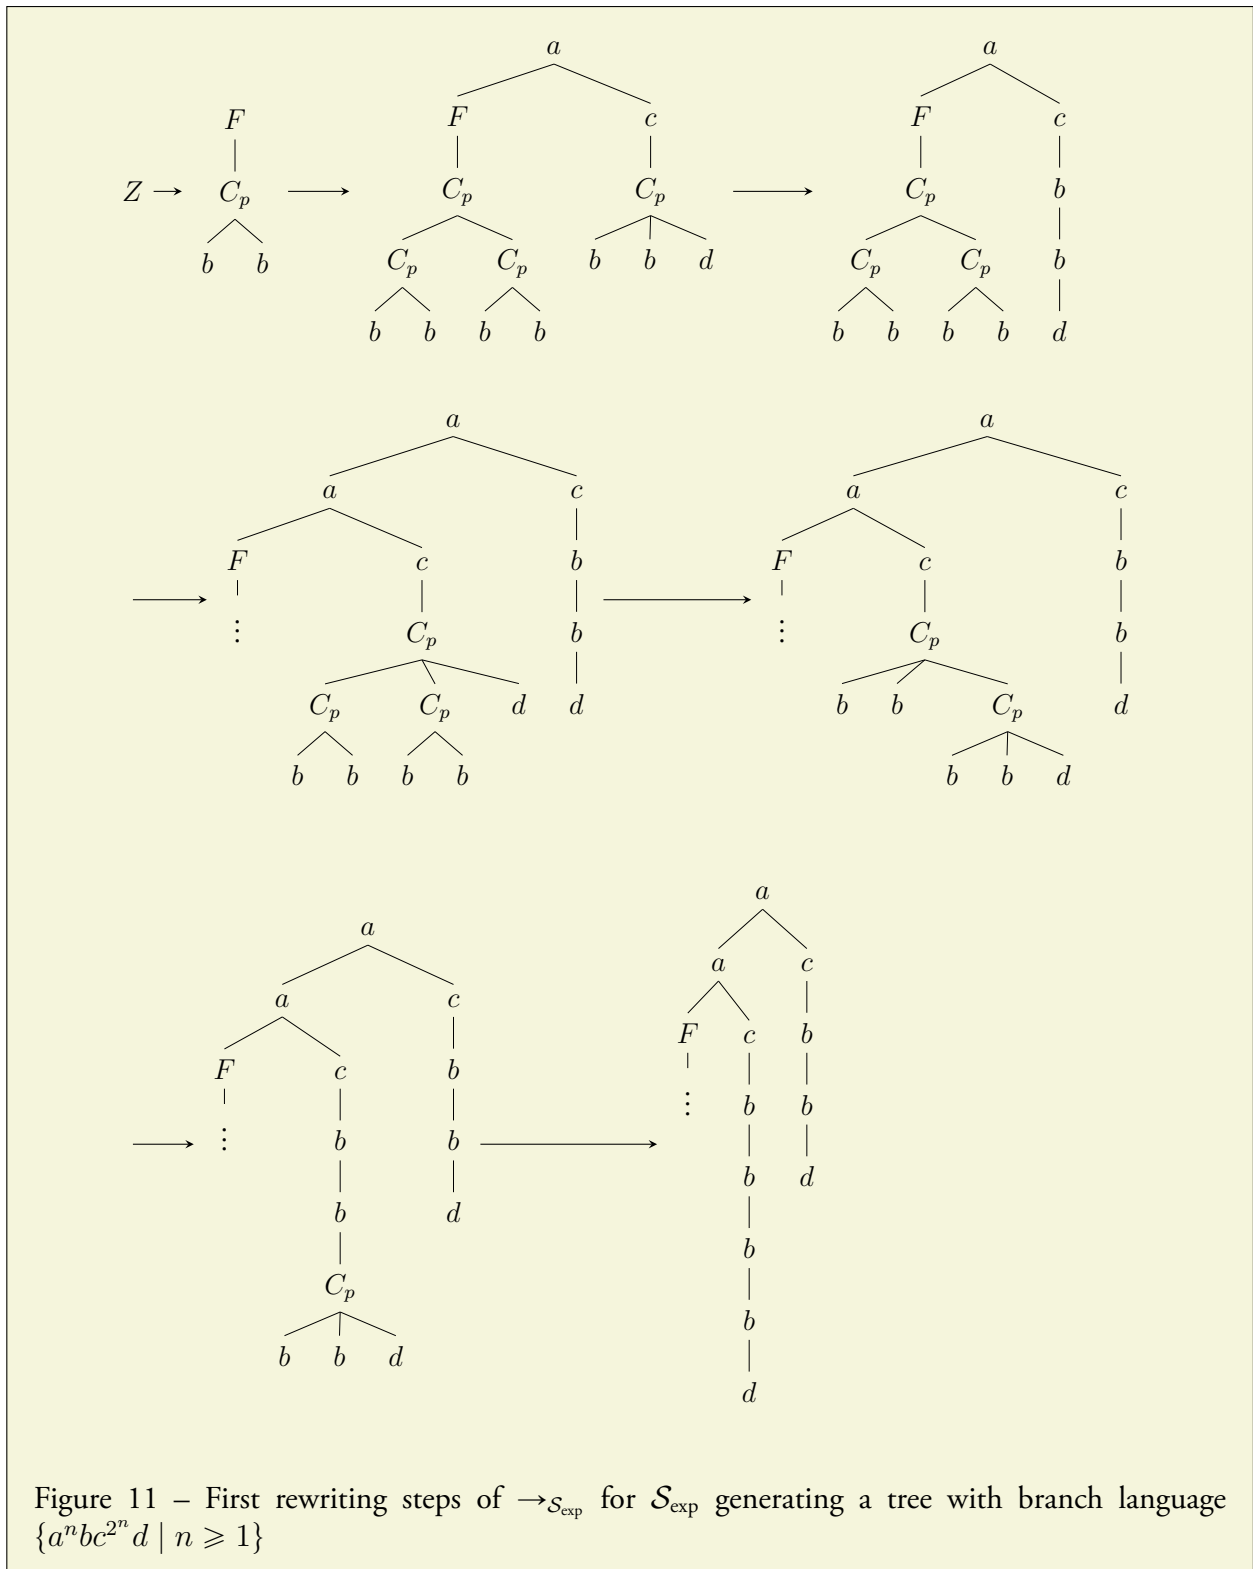 a a
F F c F c
Z C_p C_p C_p C_p b
b b C_p C_p b b d C_p C_p b
b b b b b b b b d
a a
a c a c
F c b F c b
⋮ C_p b ⋮ C_p b
C_p C_p d d b b C_p d
b b b b b b d
a
a
a c
a c
F c b
F c b
⋮ b b
⋮ b b
b d
b d
b
C_p
b
b b d
d
Figure 11 – First rewriting steps of →_{𝒮_exp} for 𝒮_exp generating a tree with branch language
{a^n b c^{2^n} d | n ⩾ 1}